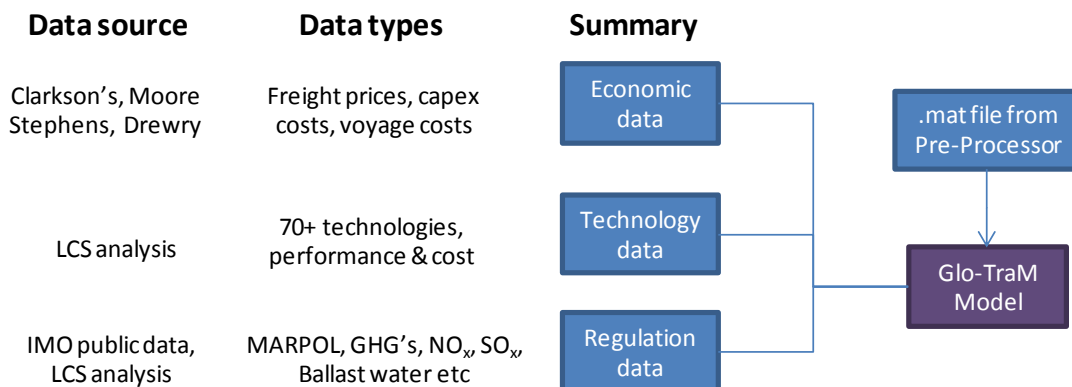 Data source
Data types
Summary
Clarkson's, Moore
Stephens, Drewry
Freight prices, capex
costs, voyage costs
Economic
data
.mat file from
Pre-Processor
LCS analysis
70+ technologies,
performance & cost
Technology
data
Glo-TraM
Model
IMO public data,
LCS analysis
MARPOL, GHG's, NOₓ, SOₓ,
Ballast water etc
Regulation
data